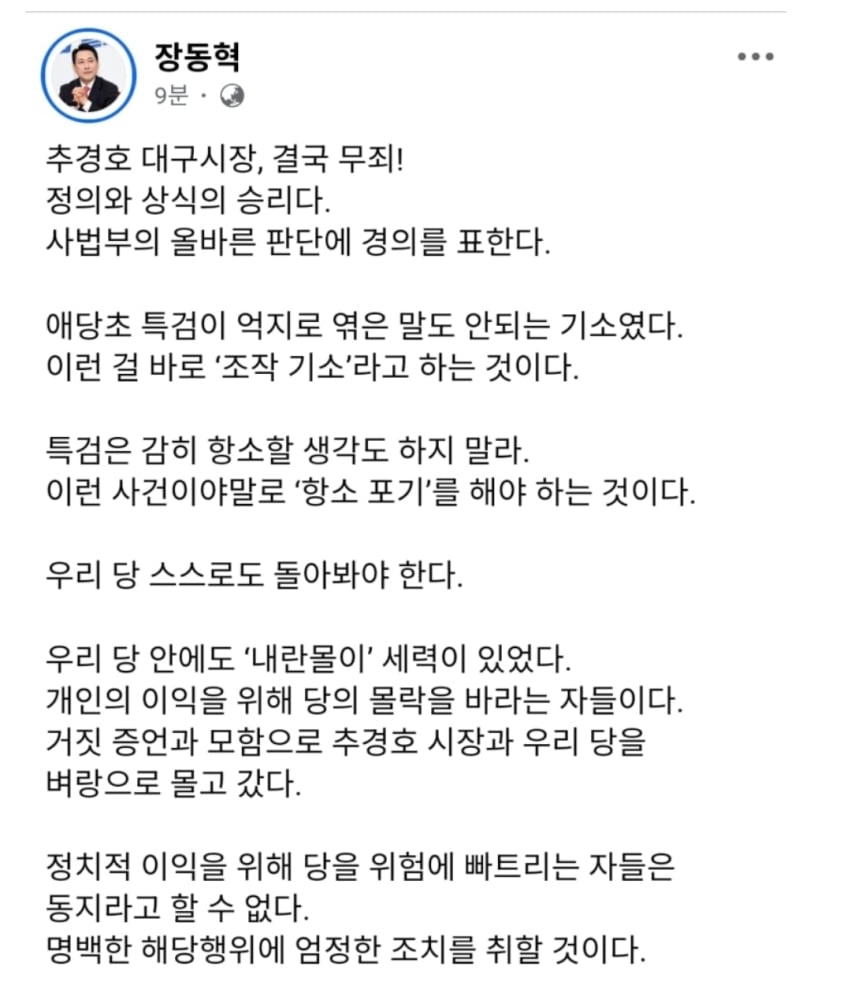 장동혁
9분 ·
추경호 대구시장, 결국 무죄!
정의와 상식의 승리다.
사법부의 올바른 판단에 경의를 표한다.
애당초 특검이 억지로 엮은 말도 안되는 기소였다.
이런 걸 바로 ‘조작 기소’라고 하는 것이다.
특검은 감히 항소할 생각도 하지 말라.
이런 사건이야말로 ‘항소 포기’를 해야 하는 것이다.
우리 당 스스로도 돌아봐야 한다.
우리 당 안에도 ‘내란몰이’ 세력이 있었다.
개인의 이익을 위해 당의 몰락을 바라는 자들이다.
거짓 증언과 모함으로 추경호 시장과 우리 당을
벼랑으로 몰고 갔다.
정치적 이익을 위해 당을 위험에 빠트리는 자들은
동지라고 할 수 없다.
명백한 해당행위에 엄정한 조치를 취할 것이다.